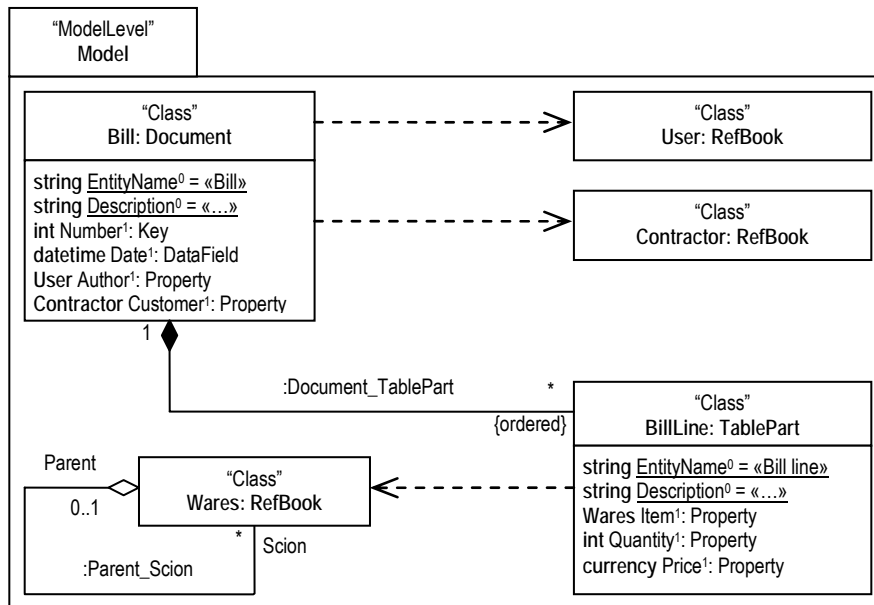 “ModelLevel”
Model
“Class”
Bill: Document
string EntityName⁰ = «Bill»
string Description⁰ = «…»
int Number¹: Key
datetime Date¹: DataField
User Author¹: Property
Contractor Customer¹: Property
“Class”
User: RefBook
“Class”
Contractor: RefBook
1
:Document_TablePart
*
{ordered}
“Class”
BillLine: TablePart
string EntityName⁰ = «Bill line»
string Description⁰ = «…»
Wares Item¹: Property
int Quantity¹: Property
currency Price¹: Property
Parent
0..1
“Class”
Wares: RefBook
*
Scion
:Parent_Scion